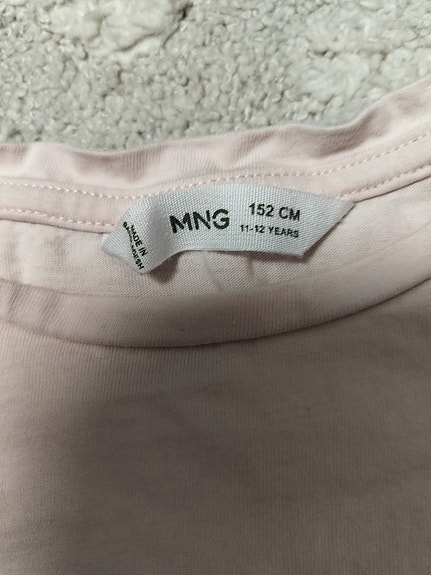 MNG
152 CM
11-12 YEARS
MADE IN